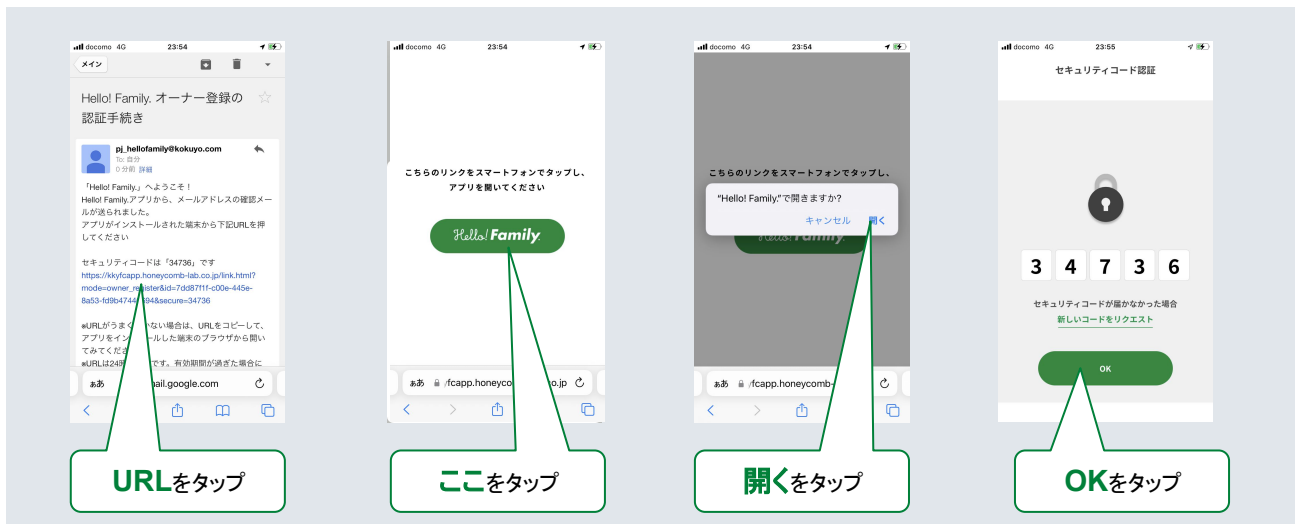 docomo 4G 23:54
メイン
Hello! Family. オーナー登録の
認証手続き
pj_hellofamily@kokuyo.com
To: 自分
0 分前 詳細
「Hello! Family.」へようこそ！
Hello! Family.アプリから、メールアドレスの確認メー
ルが送られました。
アプリがインストールされた端末から下記URLを押
してください
セキュリティコードは「34736」です
https://kkyfcapp.honeycomb-lab.co.jp/link.html?
mode=owner_register&id=7dd87f1f-c00e-445e-
8a53-fd9b474 694&secure=34736
※URLがうまく かない場合は、URLをコピーして、
アプリをイン ールした端末のブラウザから開い
てみてくださ
※URLは24時 です。有効期間が過ぎた場合に
ぁあ ail.google.com
URLをタップ
docomo 4G 23:54
こちらのリンクをスマートフォンでタップし、
アプリを開いてください
Hello! Family.
ぁあ /fcapp.honeyco o.jp
ここをタップ
docomo 4G 23:54
こちらのリンクをスマートフォンでタップし、
"Hello! Family."で開きますか?
キャンセル 開く
Hello! Family.
ぁあ /fcapp.honeycomb-
開くをタップ
docomo 4G 23:55
セキュリティコード認証
3 4 7 3 6
セキュリティコードが届かなかった場合
新しいコードをリクエスト
OK
OKをタップ